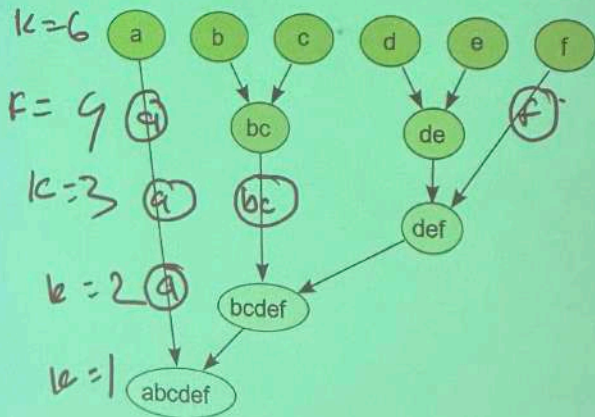 K=6 a b c d e f
F= 4 a bc de f
K=3 a bc def
k=2 a bcdef
k=1 abcdef